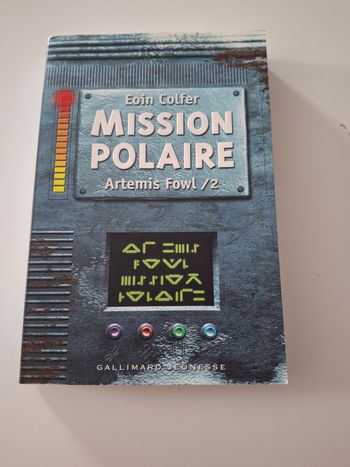 Eoin Colfer
MISSION
POLAIRE
Artemis Fowl /2
GALLIMARD JEUNESSE